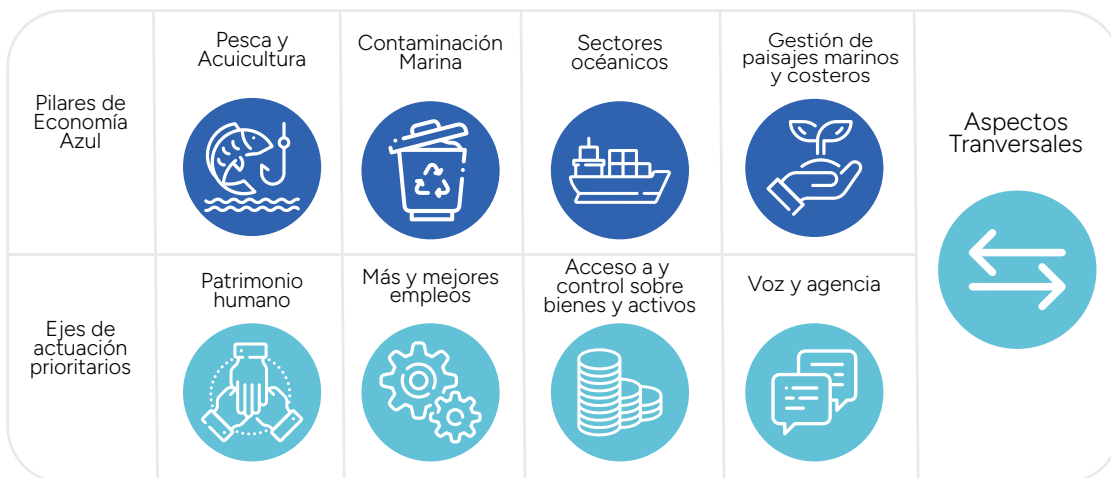 Pilares de
Economía
Azul
Pesca y
Acuicultura
Contaminación
Marina
Sectores
océanicos
Gestión de
paisajes marinos
y costeros
Aspectos
Tranversales
Ejes de
actuación
prioritarios
Patrimonio
humano
Más y mejores
empleos
Acceso a y
control sobre
bienes y activos
Voz y agencia